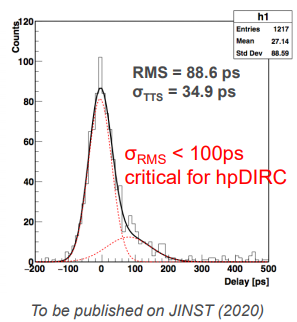 h1
Entries 1217
Mean 27.14
Std Dev 88.59
Counts
120
100
80
60
40
20
0
RMS = 88.6 ps
σTTS = 34.9 ps
σRMS < 100ps
critical for hpDIRC
-200 -100 0 100 200 300 400 500
Delay [ps]
To be published on JINST (2020)